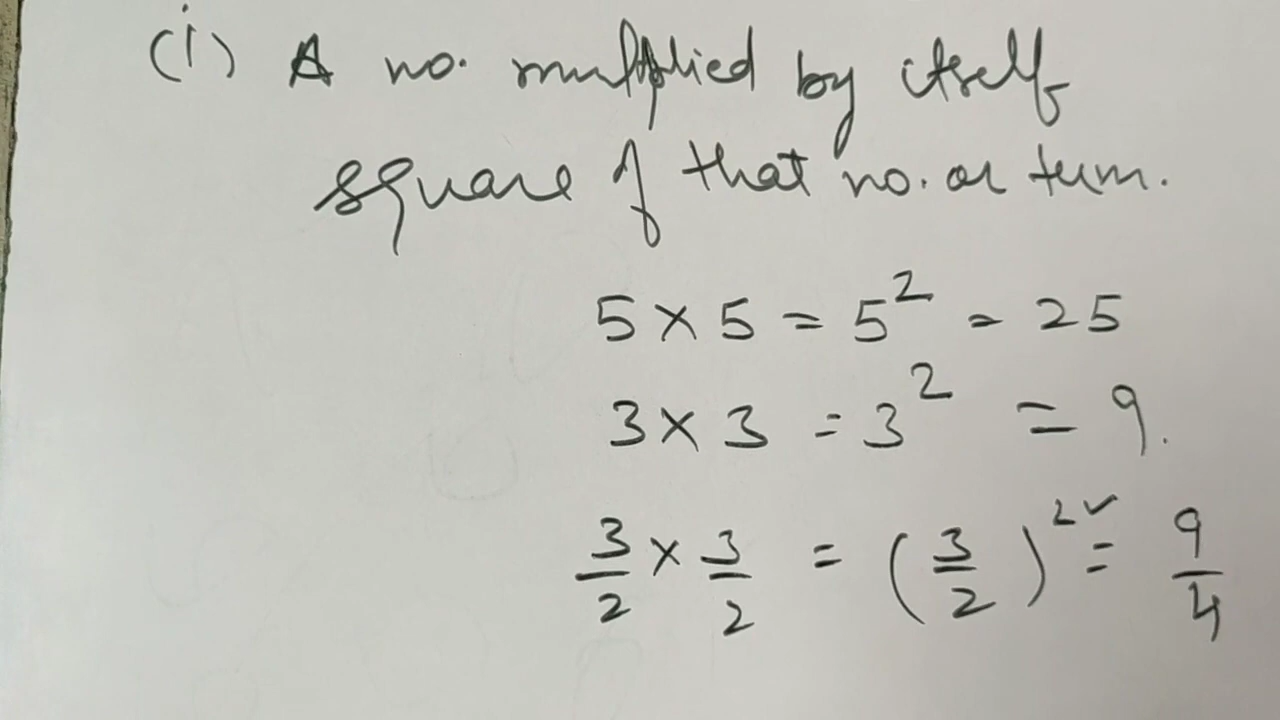 (i) A no. multiplied by itself
square of that no. or term.
5 × 5 = 5² = 25
3 × 3 = 3² = 9.
3/2 × 3/2 = (3/2)² ✓ = 9/4